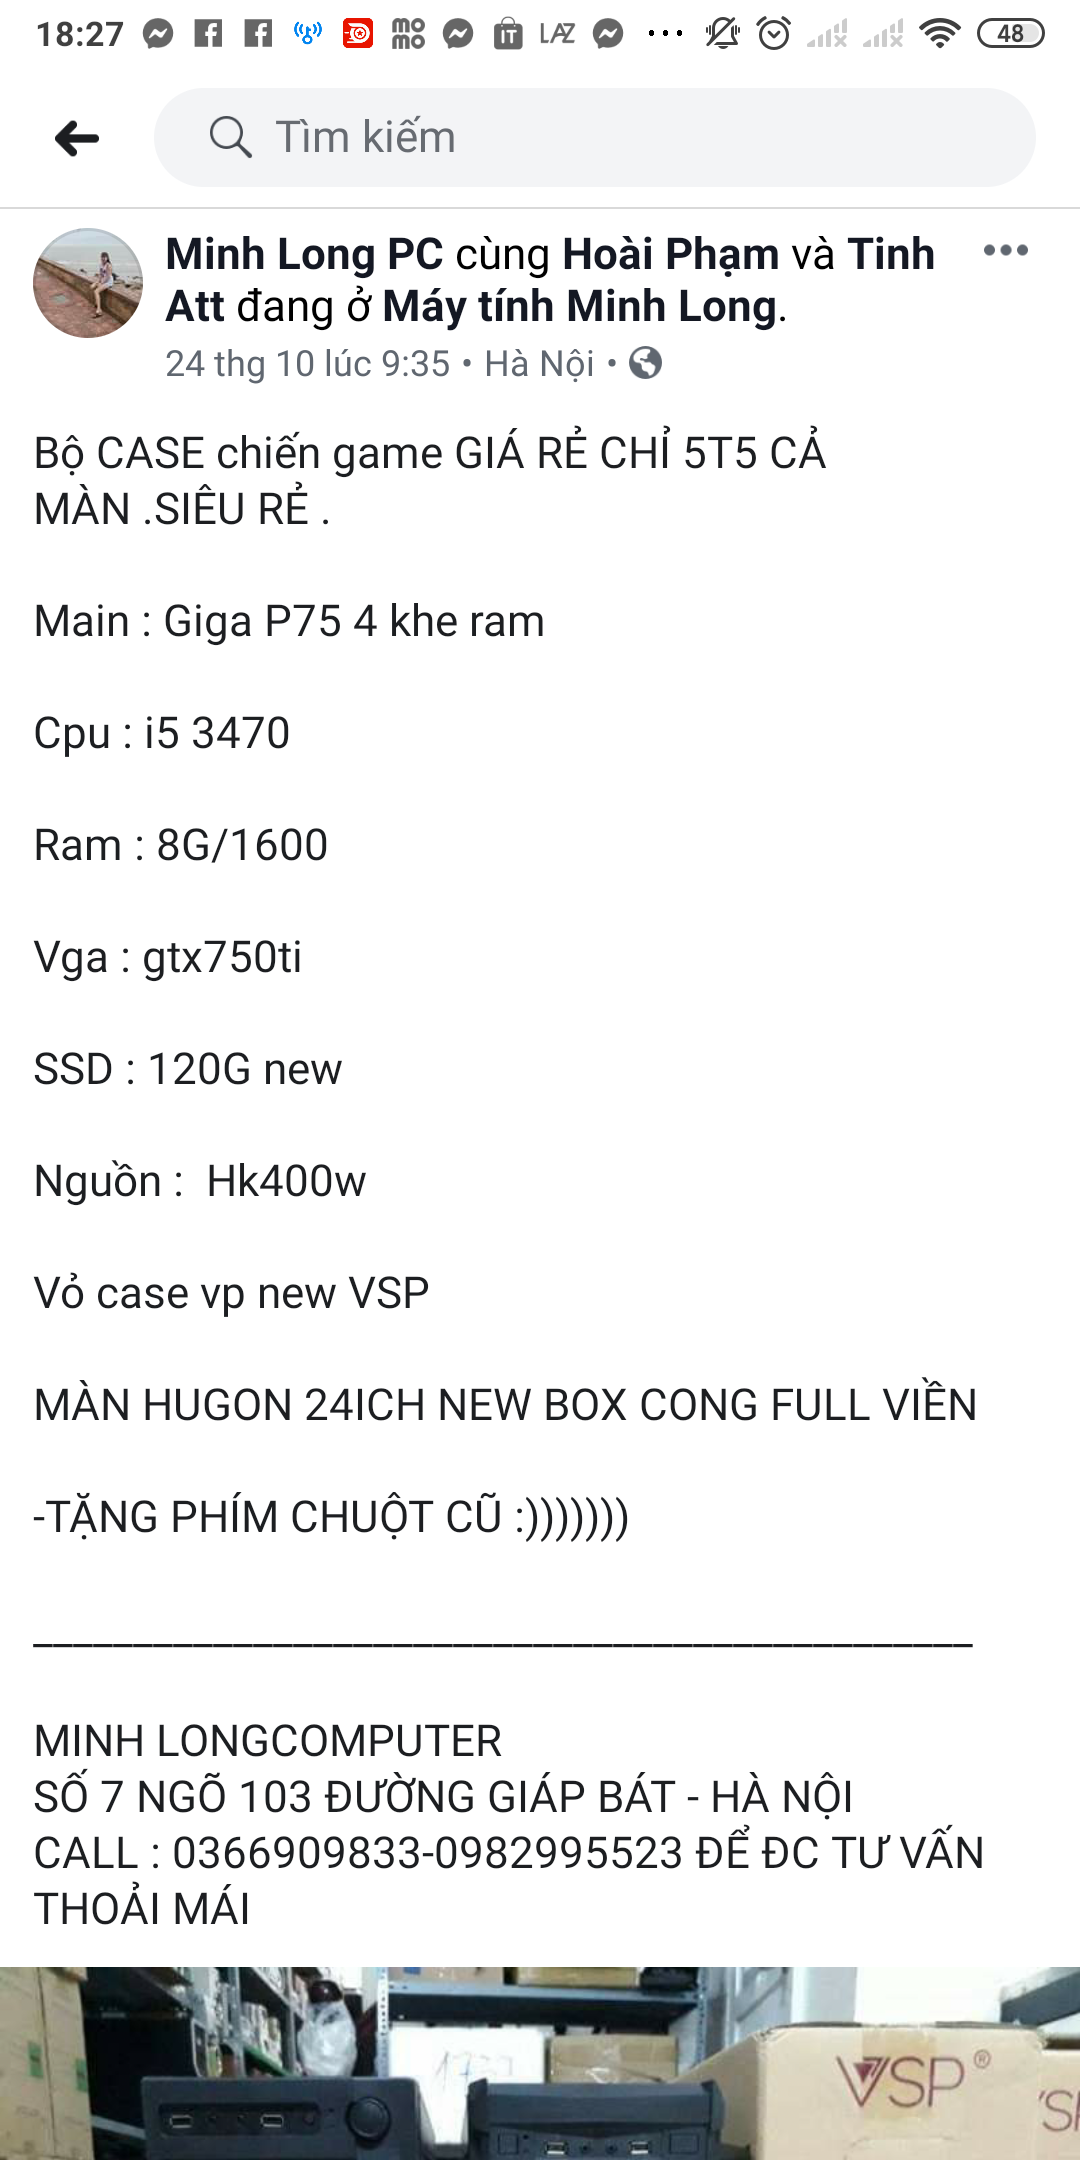 18:27 mo mo iT LAZ ... 48
Tìm kiếm
Minh Long PC cùng Hoài Phạm và Tinh
Att đang ở Máy tính Minh Long.
24 thg 10 lúc 9:35 • Hà Nội •
Bộ CASE chiến game GIÁ RẺ CHỈ 5T5 CẢ
MÀN .SIÊU RẺ .
Main : Giga P75 4 khe ram
Cpu : i5 3470
Ram : 8G/1600
Vga : gtx750ti
SSD : 120G new
Nguồn :  Hk400w
Vỏ case vp new VSP
MÀN HUGON 24ICH NEW BOX CONG FULL VIỀN
-TẶNG PHÍM CHUỘT CŨ :)))))))
_______________________________________________
MINH LONGCOMPUTER
SỐ 7 NGÕ 103 ĐƯỜNG GIÁP BÁT - HÀ NỘI
CALL : 0366909833-0982995523 ĐỂ ĐC TƯ VẤN
THOẢI MÁI
VSP®